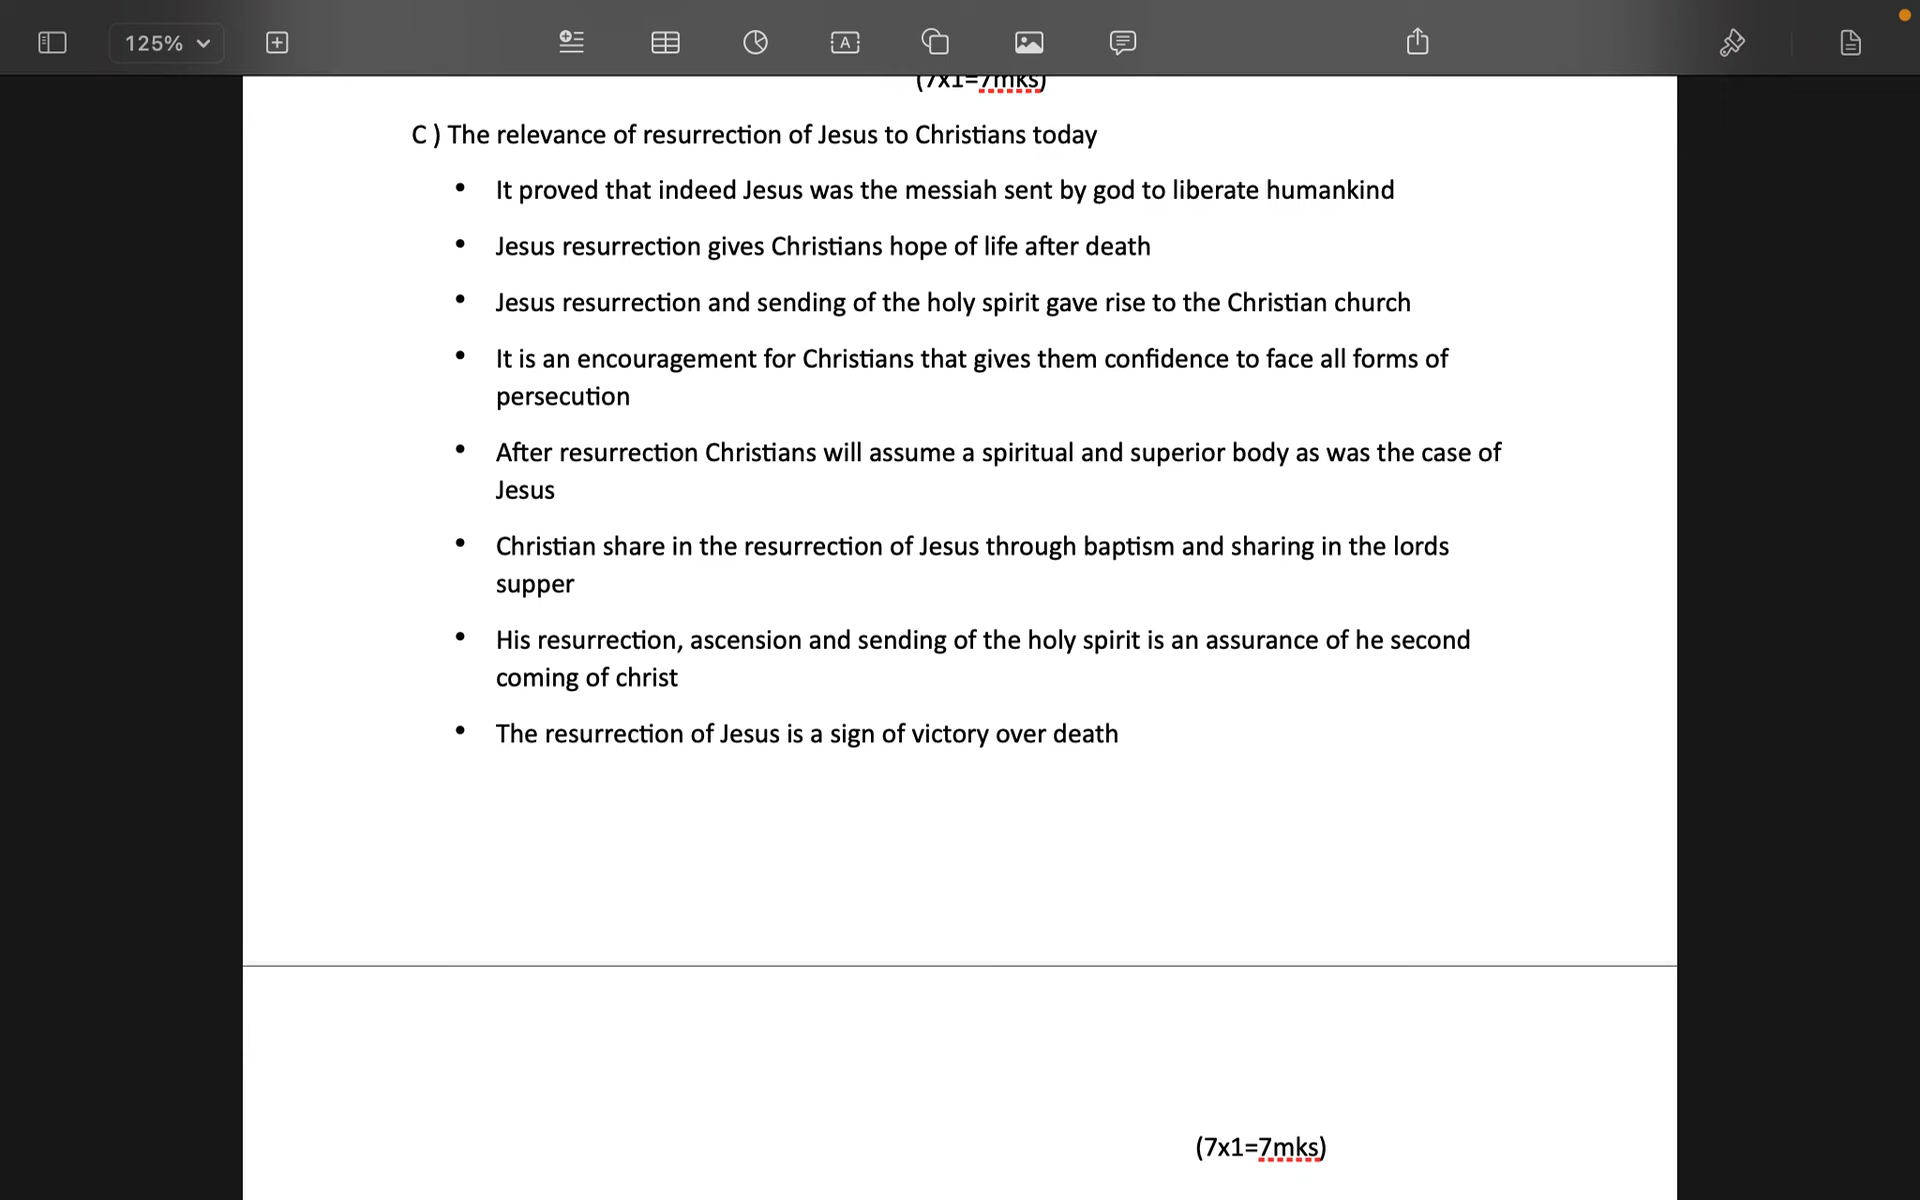 125%
(7x1=7mks)
C ) The relevance of resurrection of Jesus to Christians today
• It proved that indeed Jesus was the messiah sent by god to liberate humankind
• Jesus resurrection gives Christians hope of life after death
• Jesus resurrection and sending of the holy spirit gave rise to the Christian church
• It is an encouragement for Christians that gives them confidence to face all forms of
persecution
• After resurrection Christians will assume a spiritual and superior body as was the case of
Jesus
• Christian share in the resurrection of Jesus through baptism and sharing in the lords
supper
• His resurrection, ascension and sending of the holy spirit is an assurance of he second
coming of christ
• The resurrection of Jesus is a sign of victory over death
(7x1=7mks)